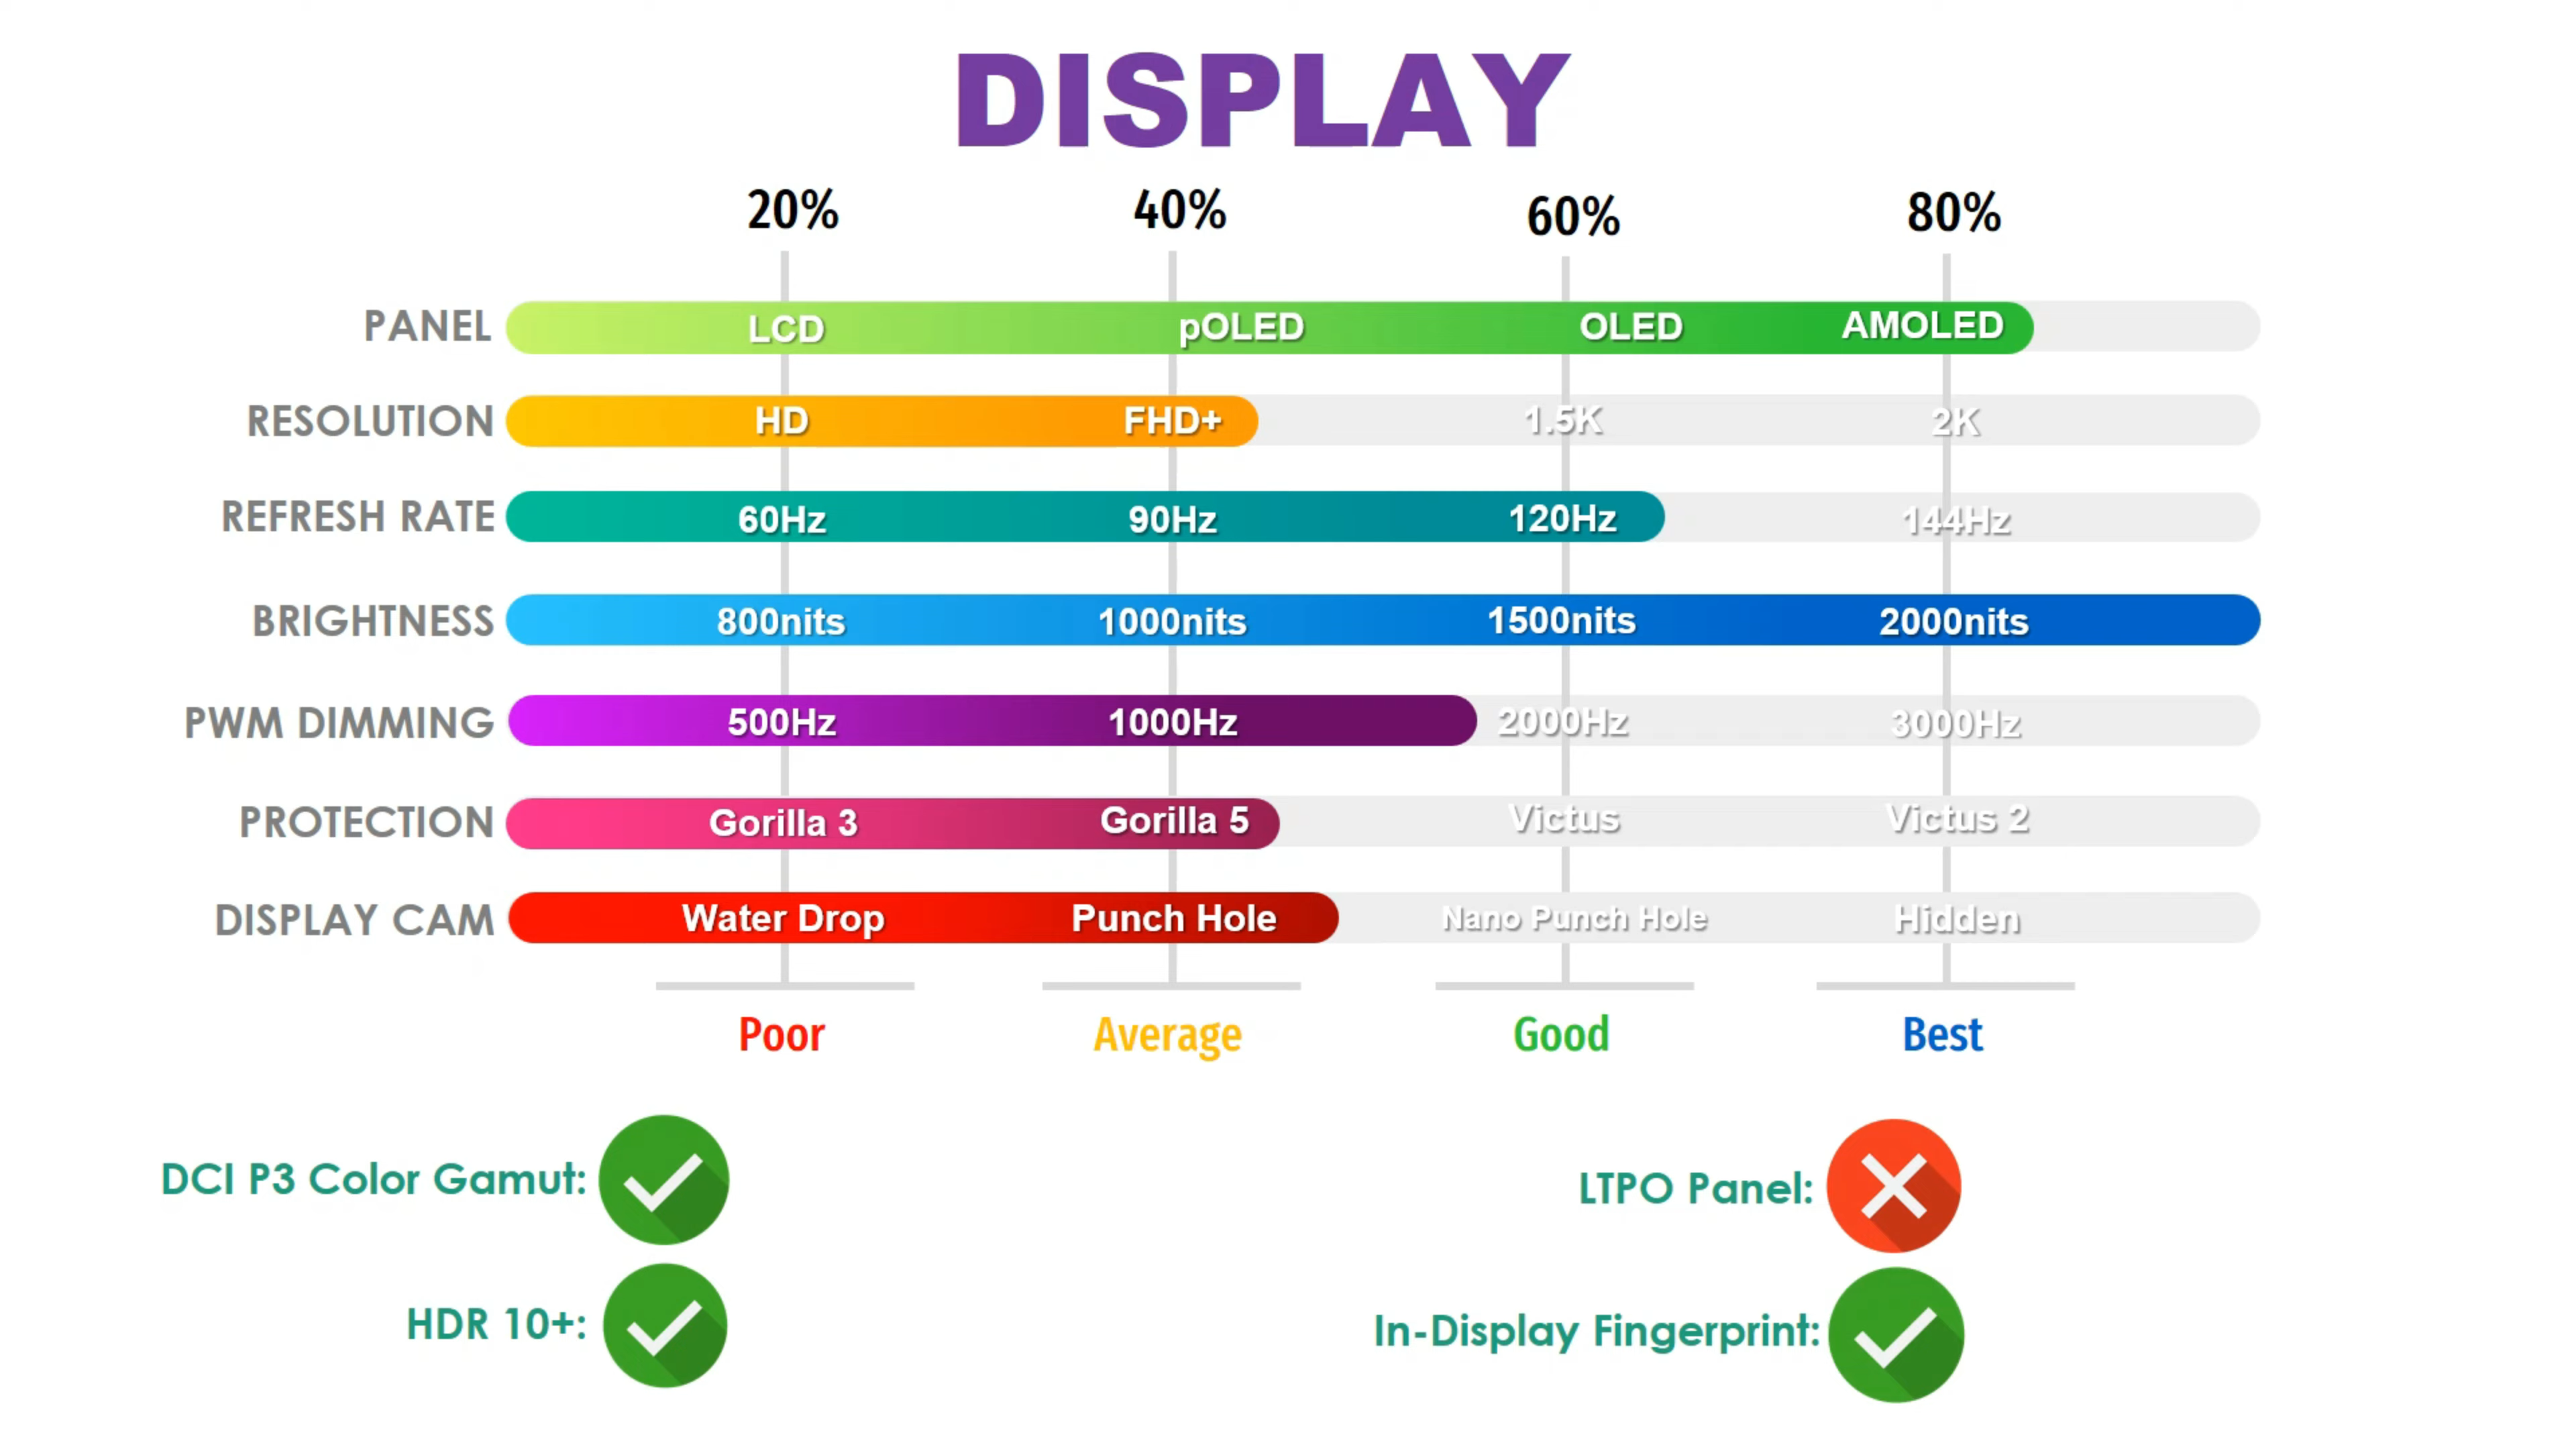 DISPLAY
20% 40% 60% 80%
PANEL LCD pOLED OLED AMOLED
RESOLUTION HD FHD+ 1.5K 2K
REFRESH RATE 60Hz 90Hz 120Hz 144Hz
BRIGHTNESS 800nits 1000nits 1500nits 2000nits
PWM DIMMING 500Hz 1000Hz 2000Hz 3000Hz
PROTECTION Gorilla 3 Gorilla 5 Victus Victus 2
DISPLAY CAM Water Drop Punch Hole Nano Punch Hole Hidden
Poor Average Good Best
DCI P3 Color Gamut: LTPO Panel:
HDR 10+: In-Display Fingerprint: